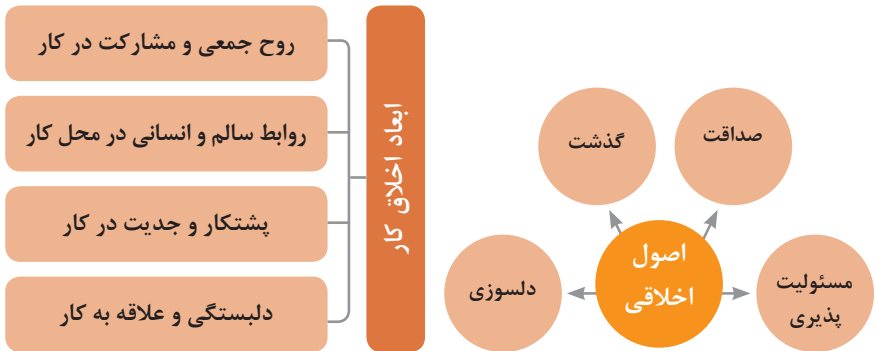 صداقت
گذشت
اصول
اخلاقی
مسئولیت
پذیری
دلسوزی
ابعاد اخلاق کار
روح جمعی و مشارکت در کار
روابط سالم و انسانی در محل کار
پشتکار و جدیت در کار
دلبستگی و علاقه به کار